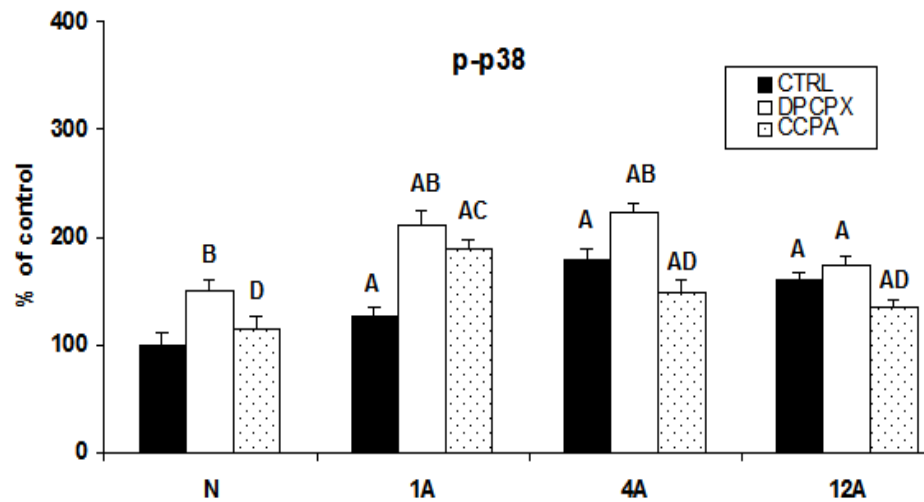 400
p-p38
CTRL
DPCPX
CCPA
300
% of control
AB
AB
AC
200
A
A
A
B
AD
AD
D
A
100
0
N
1A
4A
12A